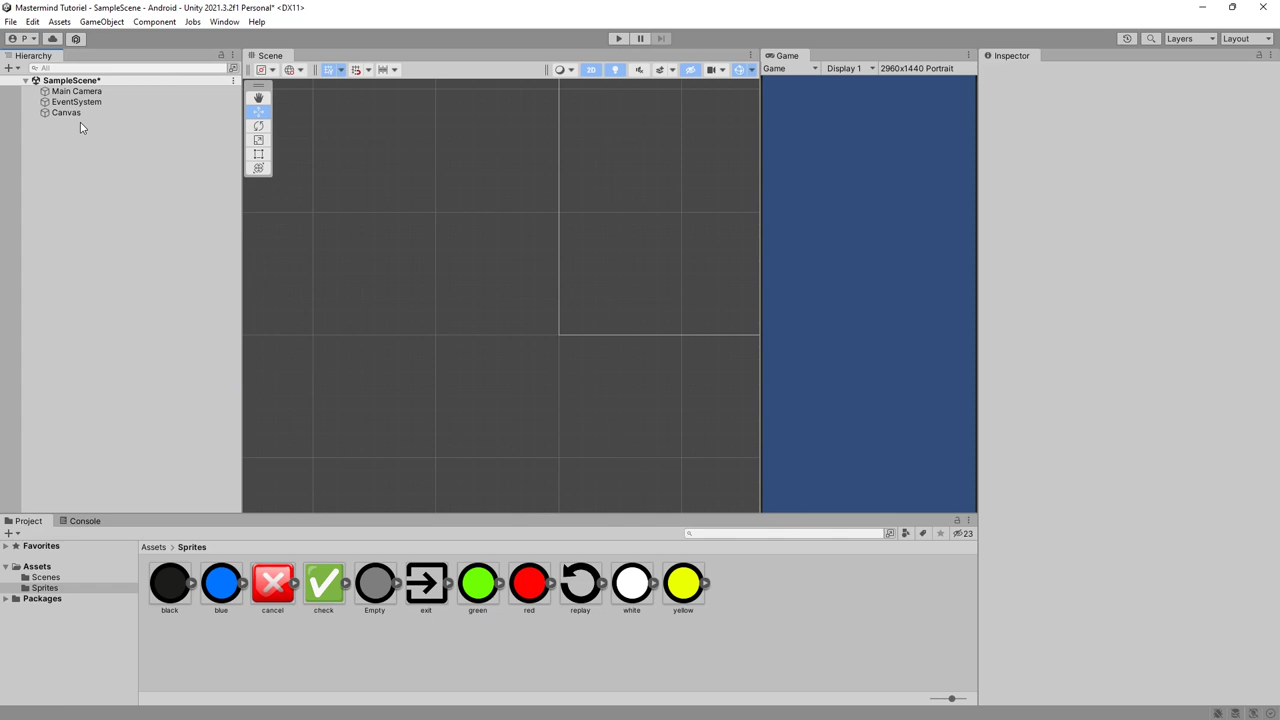 Mastermind Tutoriel - SampleScene - Android - Unity 2021.3.2f1 Personal* <DX11>
File Edit Assets GameObject Component Jobs Window Help
P Layers Layout
Hierarchy Scene Game Inspector
All 2D Game Display 1 2960x1440 Portrait
SampleScene*
Main Camera
EventSystem
Canvas
Project Console
23
Favorites Assets > Sprites
Assets
Scenes
Sprites
Packages
black blue cancel check Empty exit green red replay white yellow